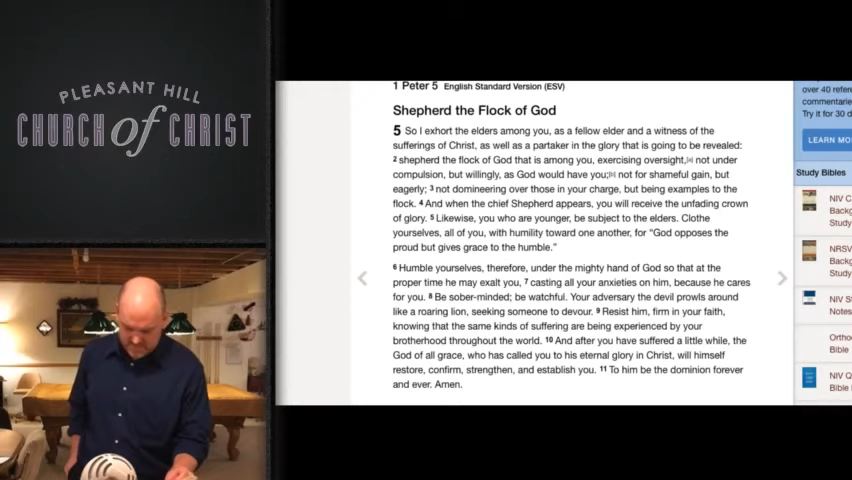 PLEASANT HILL
CHURCH of CHRIST
1 Peter 5 English Standard Version (ESV)
Shepherd the Flock of God
5 So I exhort the elders among you, as a fellow elder and a witness of the
sufferings of Christ, as well as a partaker in the glory that is going to be revealed:
2 shepherd the flock of God that is among you, exercising oversight,[a] not under
compulsion, but willingly, as God would have you;[b] not for shameful gain, but
eagerly; 3 not domineering over those in your charge, but being examples to the
flock. 4 And when the chief Shepherd appears, you will receive the unfading crown
of glory. 5 Likewise, you who are younger, be subject to the elders. Clothe
yourselves, all of you, with humility toward one another, for “God opposes the
proud but gives grace to the humble.”
6 Humble yourselves, therefore, under the mighty hand of God so that at the
proper time he may exalt you, 7 casting all your anxieties on him, because he cares
for you. 8 Be sober-minded; be watchful. Your adversary the devil prowls around
like a roaring lion, seeking someone to devour. 9 Resist him, firm in your faith,
knowing that the same kinds of suffering are being experienced by your
brotherhood throughout the world. 10 And after you have suffered a little while, the
God of all grace, who has called you to his eternal glory in Christ, will himself
restore, confirm, strengthen, and establish you. 11 To him be the dominion forever
and ever. Amen.
over 40 refere
commentarie
Try it for 30 d
LEARN MO
Study Bibles
NIV C
Backg
Study
NRSV
Backg
Study
NIV St
Notes
Ortho
Bible
NIV Q
Bible